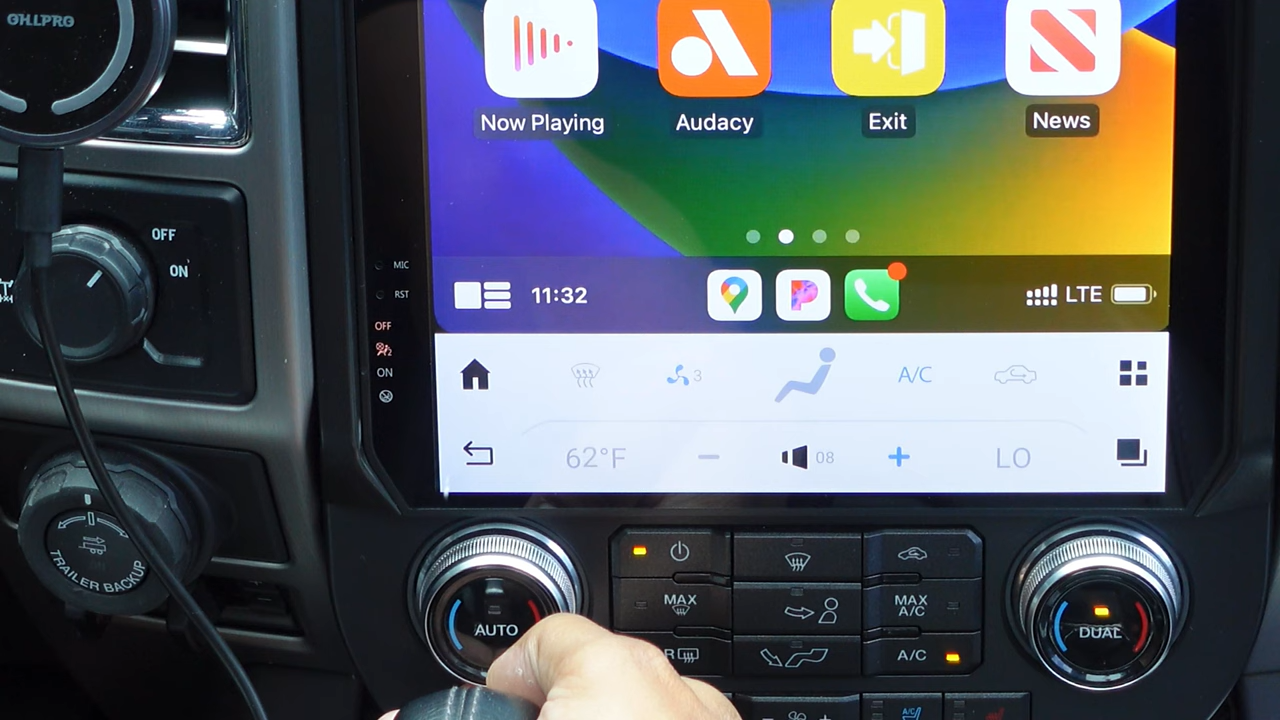 OHLLPRO
Now Playing
Audacy
Exit
News
OFF
ON
MIC
RST
11:32
LTE
OFF
ON
3
A/C
62°F
08
LO
TRAILER BACKUP
AUTO
MAX
R
MAX
A/C
A/C
DUAL
A/C